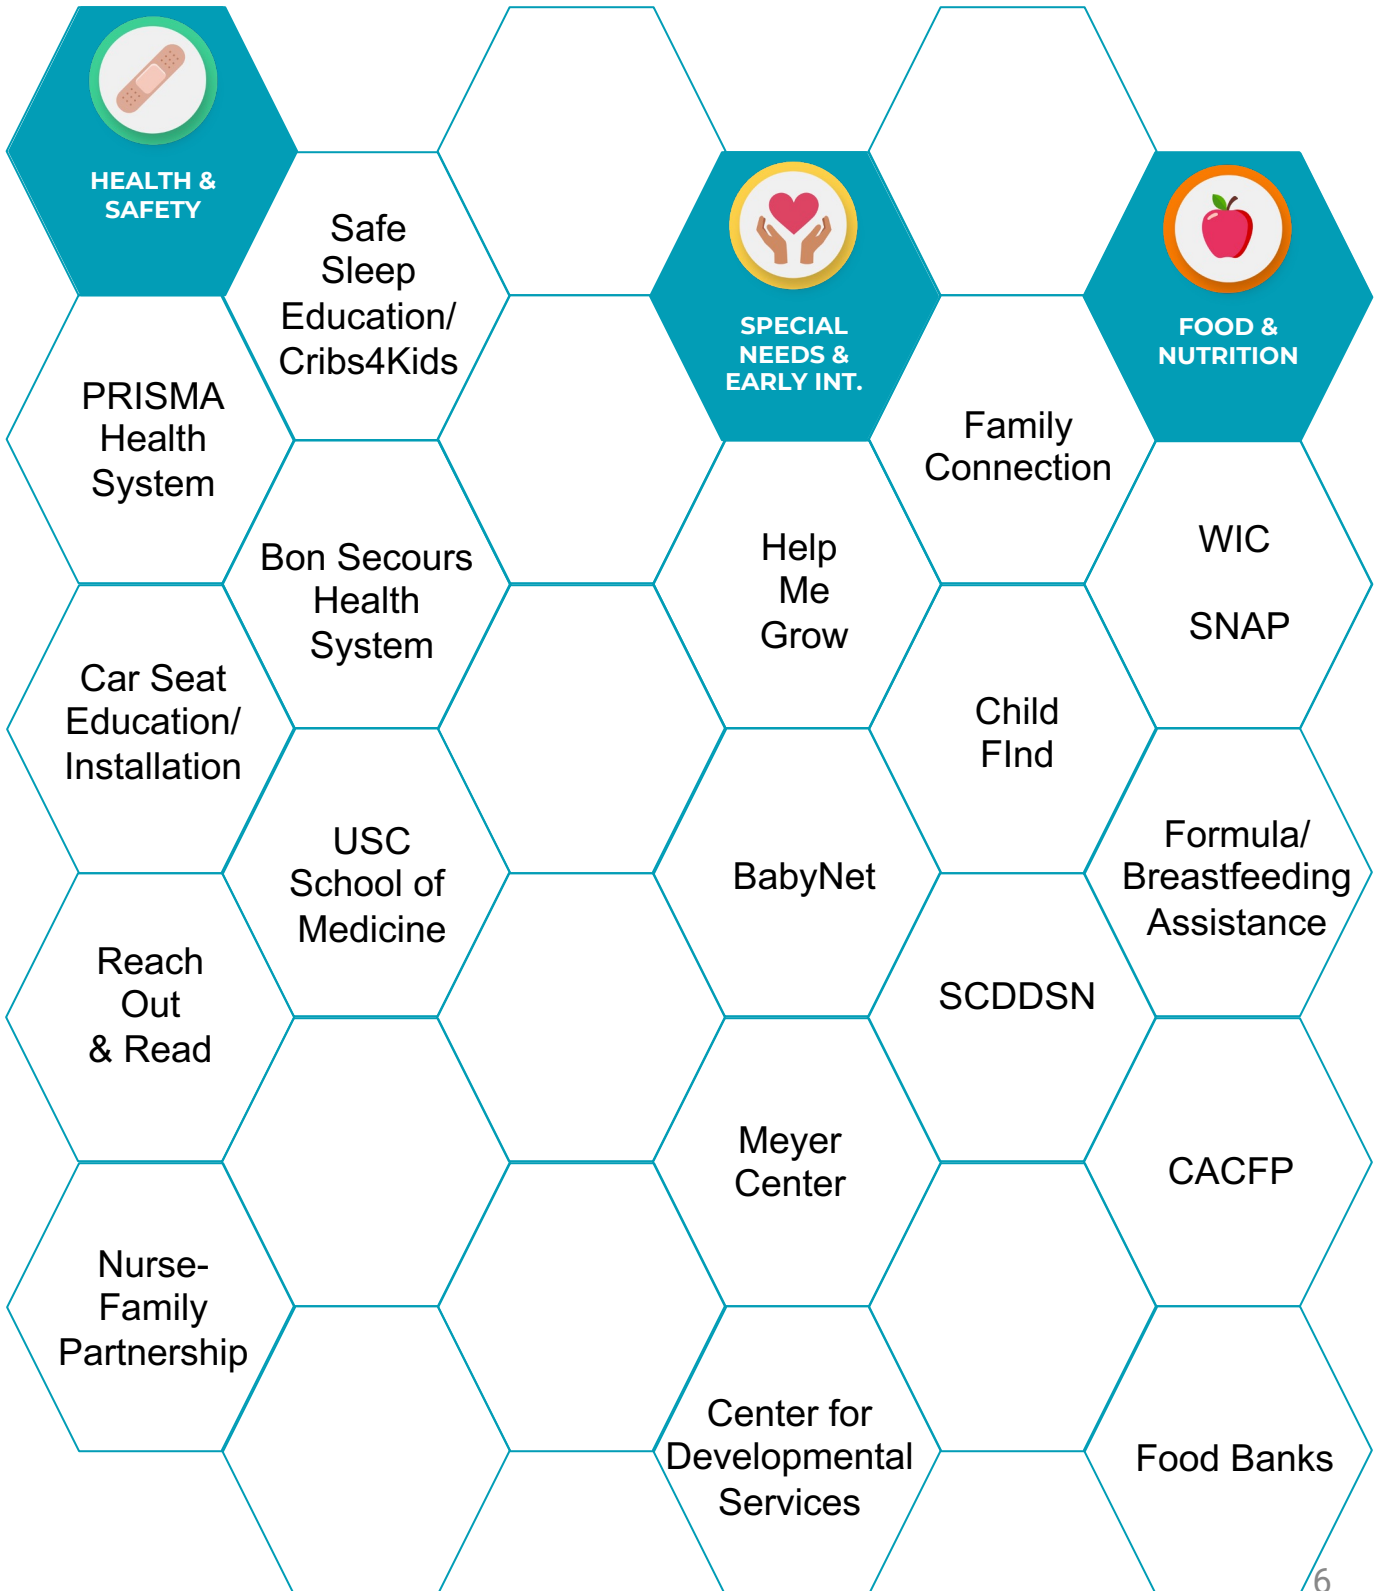 HEALTH &
SAFETY
PRISMA
Health
System
Car Seat
Education/
Installation
Reach
Out
& Read
Nurse-
Family
Partnership
Safe
Sleep
Education/
Cribs4Kids
Bon Secours
Health
System
USC
School of
Medicine
SPECIAL
NEEDS &
EARLY INT.
Help
Me
Grow
BabyNet
Meyer
Center
Center for
Developmental
Services
Family
Connection
Child
FInd
SCDDSN
FOOD &
NUTRITION
WIC
SNAP
Formula/
Breastfeeding
Assistance
CACFP
Food Banks
6